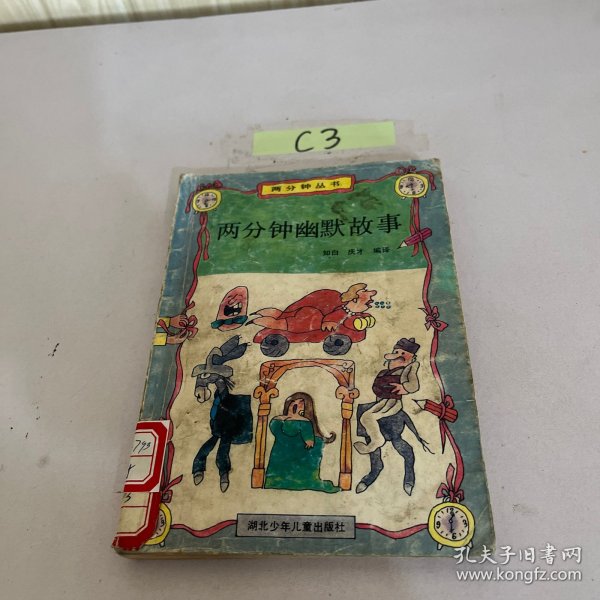 C3
两分钟丛书
两分钟幽默故事
知白 庆才 编译
湖北少年儿童出版社
孔夫子旧书网
www.kongfz.com